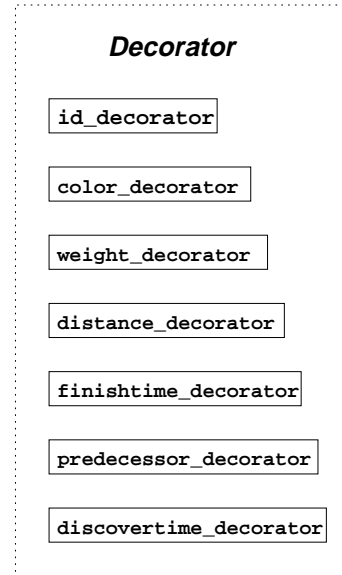 Decorator
id_decorator
color_decorator
weight_decorator
distance_decorator
finishtime_decorator
predecessor_decorator
discovertime_decorator